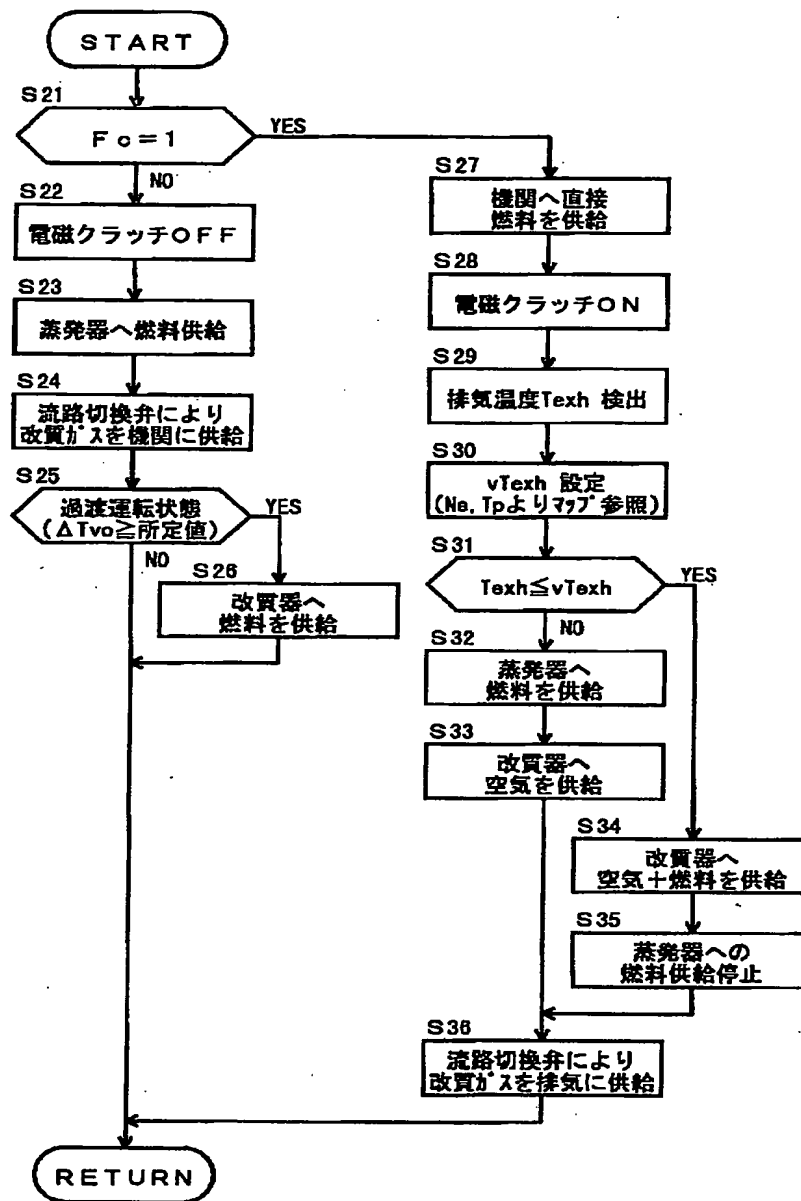 START
S21
Fc=1
YES
NO
S22
電磁クラッチOFF
S23
蒸発器へ燃料供給
S24
流路切換弁により
改質ガスを機関に供給
S25
過渡運転状態
(ΔTvo≧所定値)
YES
NO
S26
改質器へ
燃料を供給
S27
機関へ直接
燃料を供給
S28
電磁クラッチON
S29
排気温度Texh 検出
S30
vTexh 設定
(Ne, Tpよりマップ参照)
S31
Texh≦vTexh
YES
NO
S32
蒸発器へ
燃料を供給
S33
改質器へ
空気を供給
S34
改質器へ
空気+燃料を供給
S35
蒸発器への
燃料供給停止
S36
流路切換弁により
改質ガスを排気に供給
RETURN